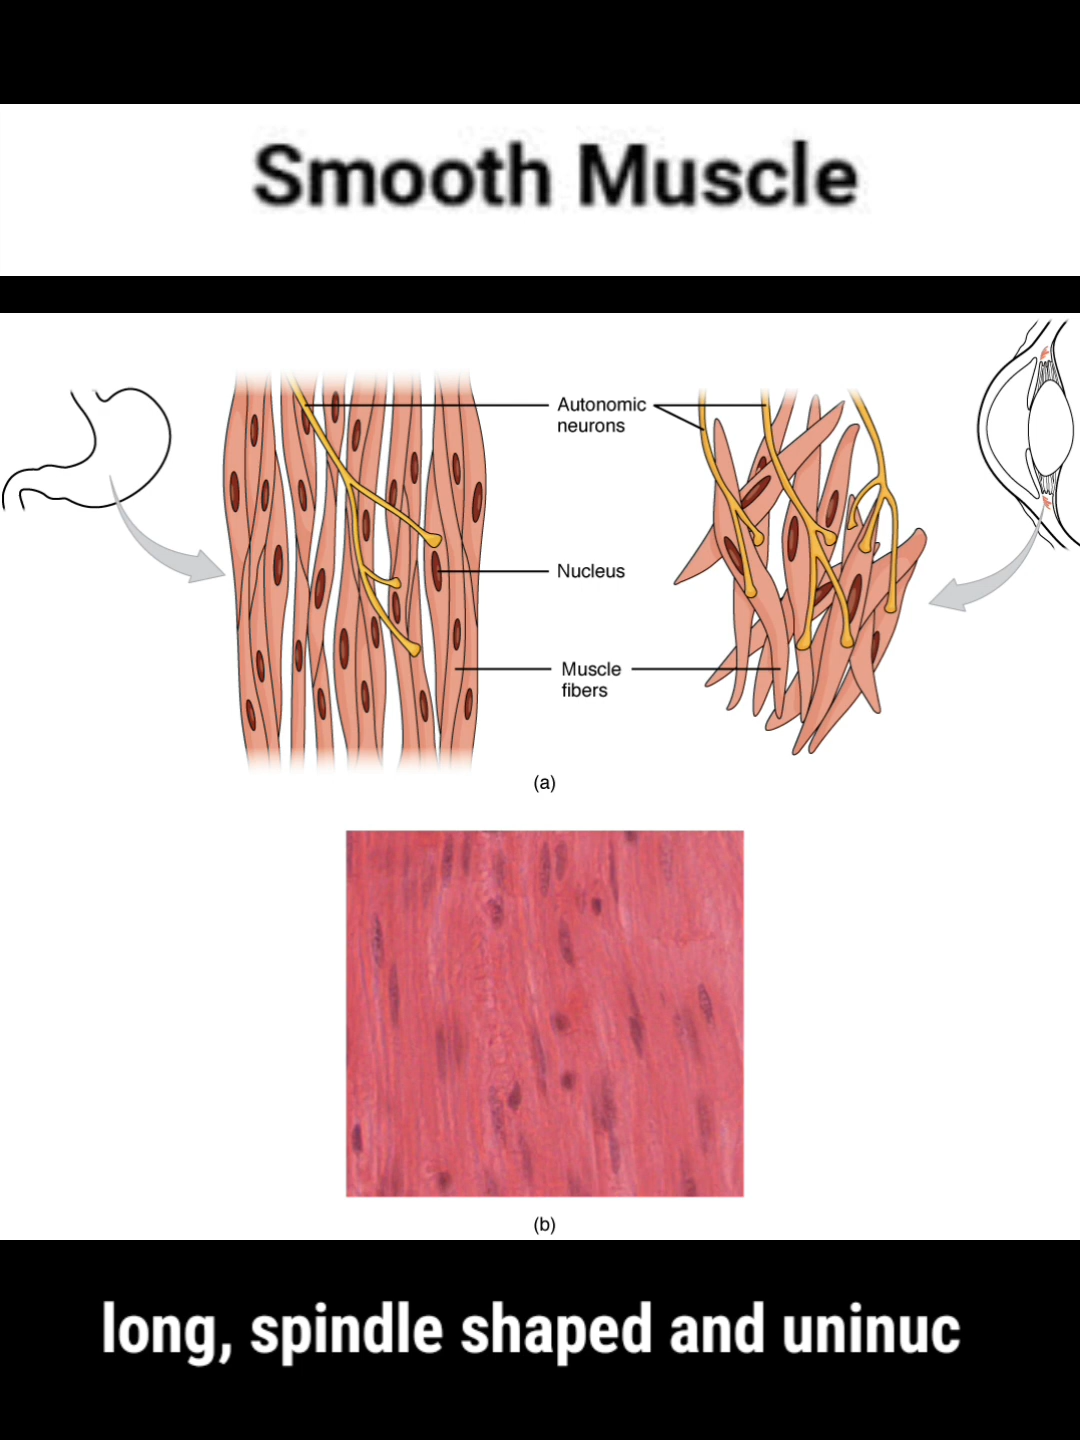 Smooth Muscle
Autonomic
neurons
Nucleus
Muscle
fibers
(a)
(b)
long, spindle shaped and uninuc